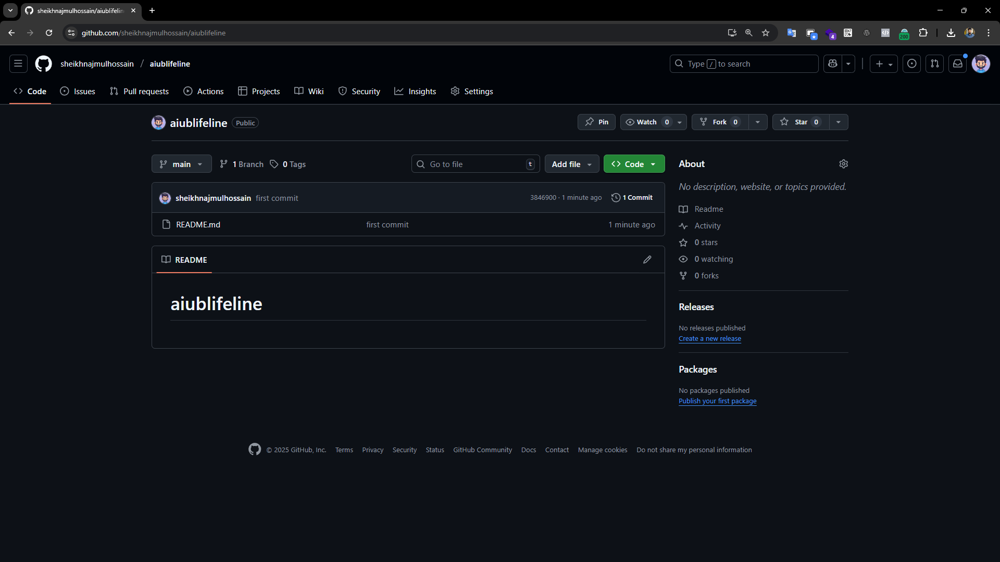 sheikhnajmulhossain/aiublifelin
github.com/sheikhnajmulhossain/aiublifeline
4
200
sheikhnajmulhossain / aiublifeline
Type / to search
Code Issues Pull requests Actions Projects Wiki Security Insights Settings
aiublifeline Public
Pin Watch 0 Fork 0 Star 0
main 1 Branch 0 Tags Go to file t Add file Code
sheikhnajmulhossain first commit 3846900 · 1 minute ago 1 Commit
README.md first commit 1 minute ago
README
aiublifeline
About
No description, website, or topics provided.
Readme
Activity
0 stars
0 watching
0 forks
Releases
No releases published
Create a new release
Packages
No packages published
Publish your first package
© 2025 GitHub, Inc. Terms Privacy Security Status GitHub Community Docs Contact Manage cookies Do not share my personal information